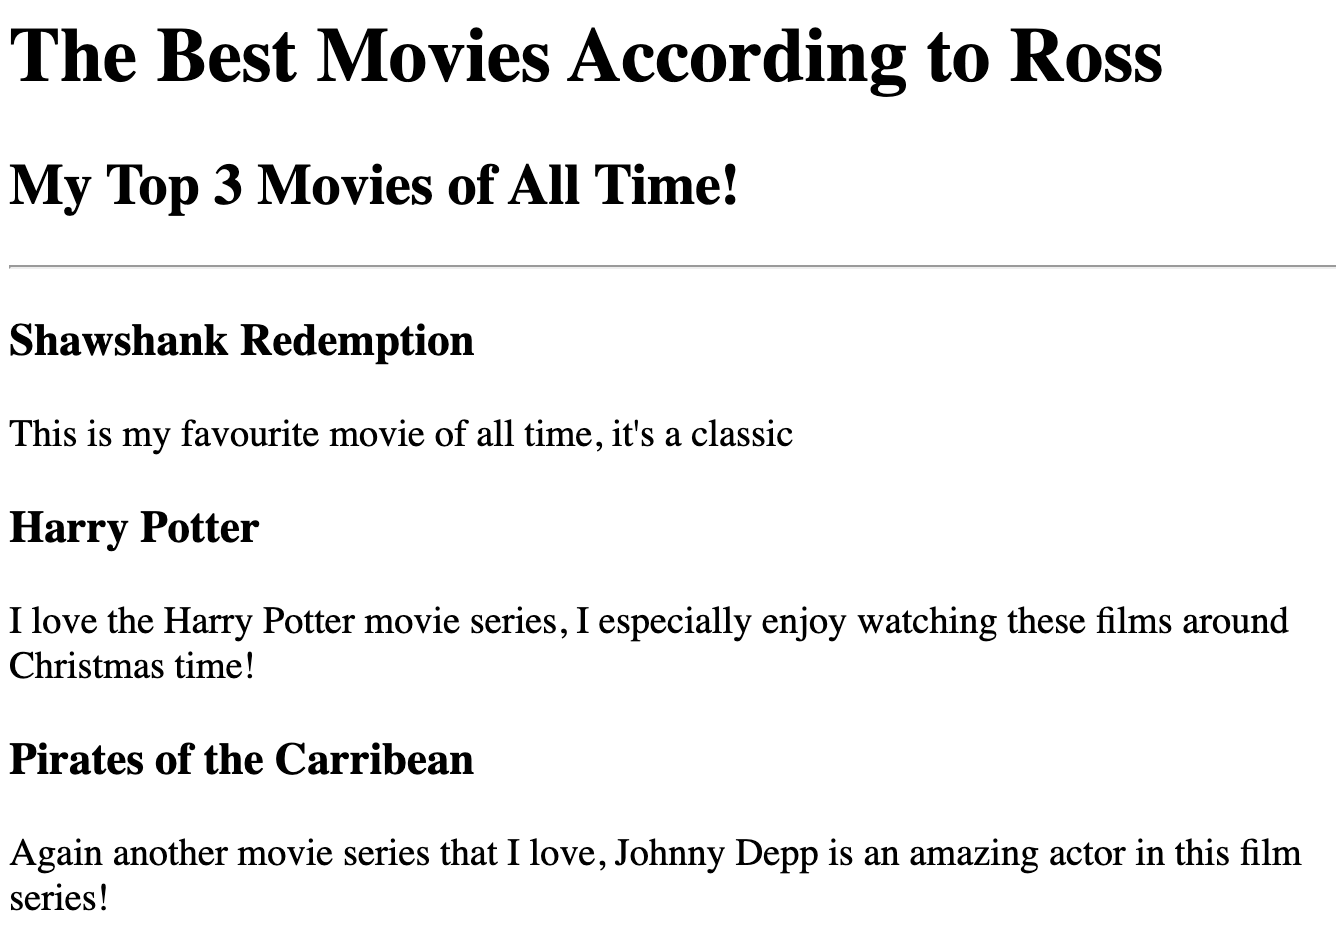 The Best Movies According to Ross
My Top 3 Movies of All Time!
Shawshank Redemption
This is my favourite movie of all time, it's a classic
Harry Potter
I love the Harry Potter movie series, I especially enjoy watching these films around
Christmas time!
Pirates of the Carribean
Again another movie series that I love, Johnny Depp is an amazing actor in this film
series!